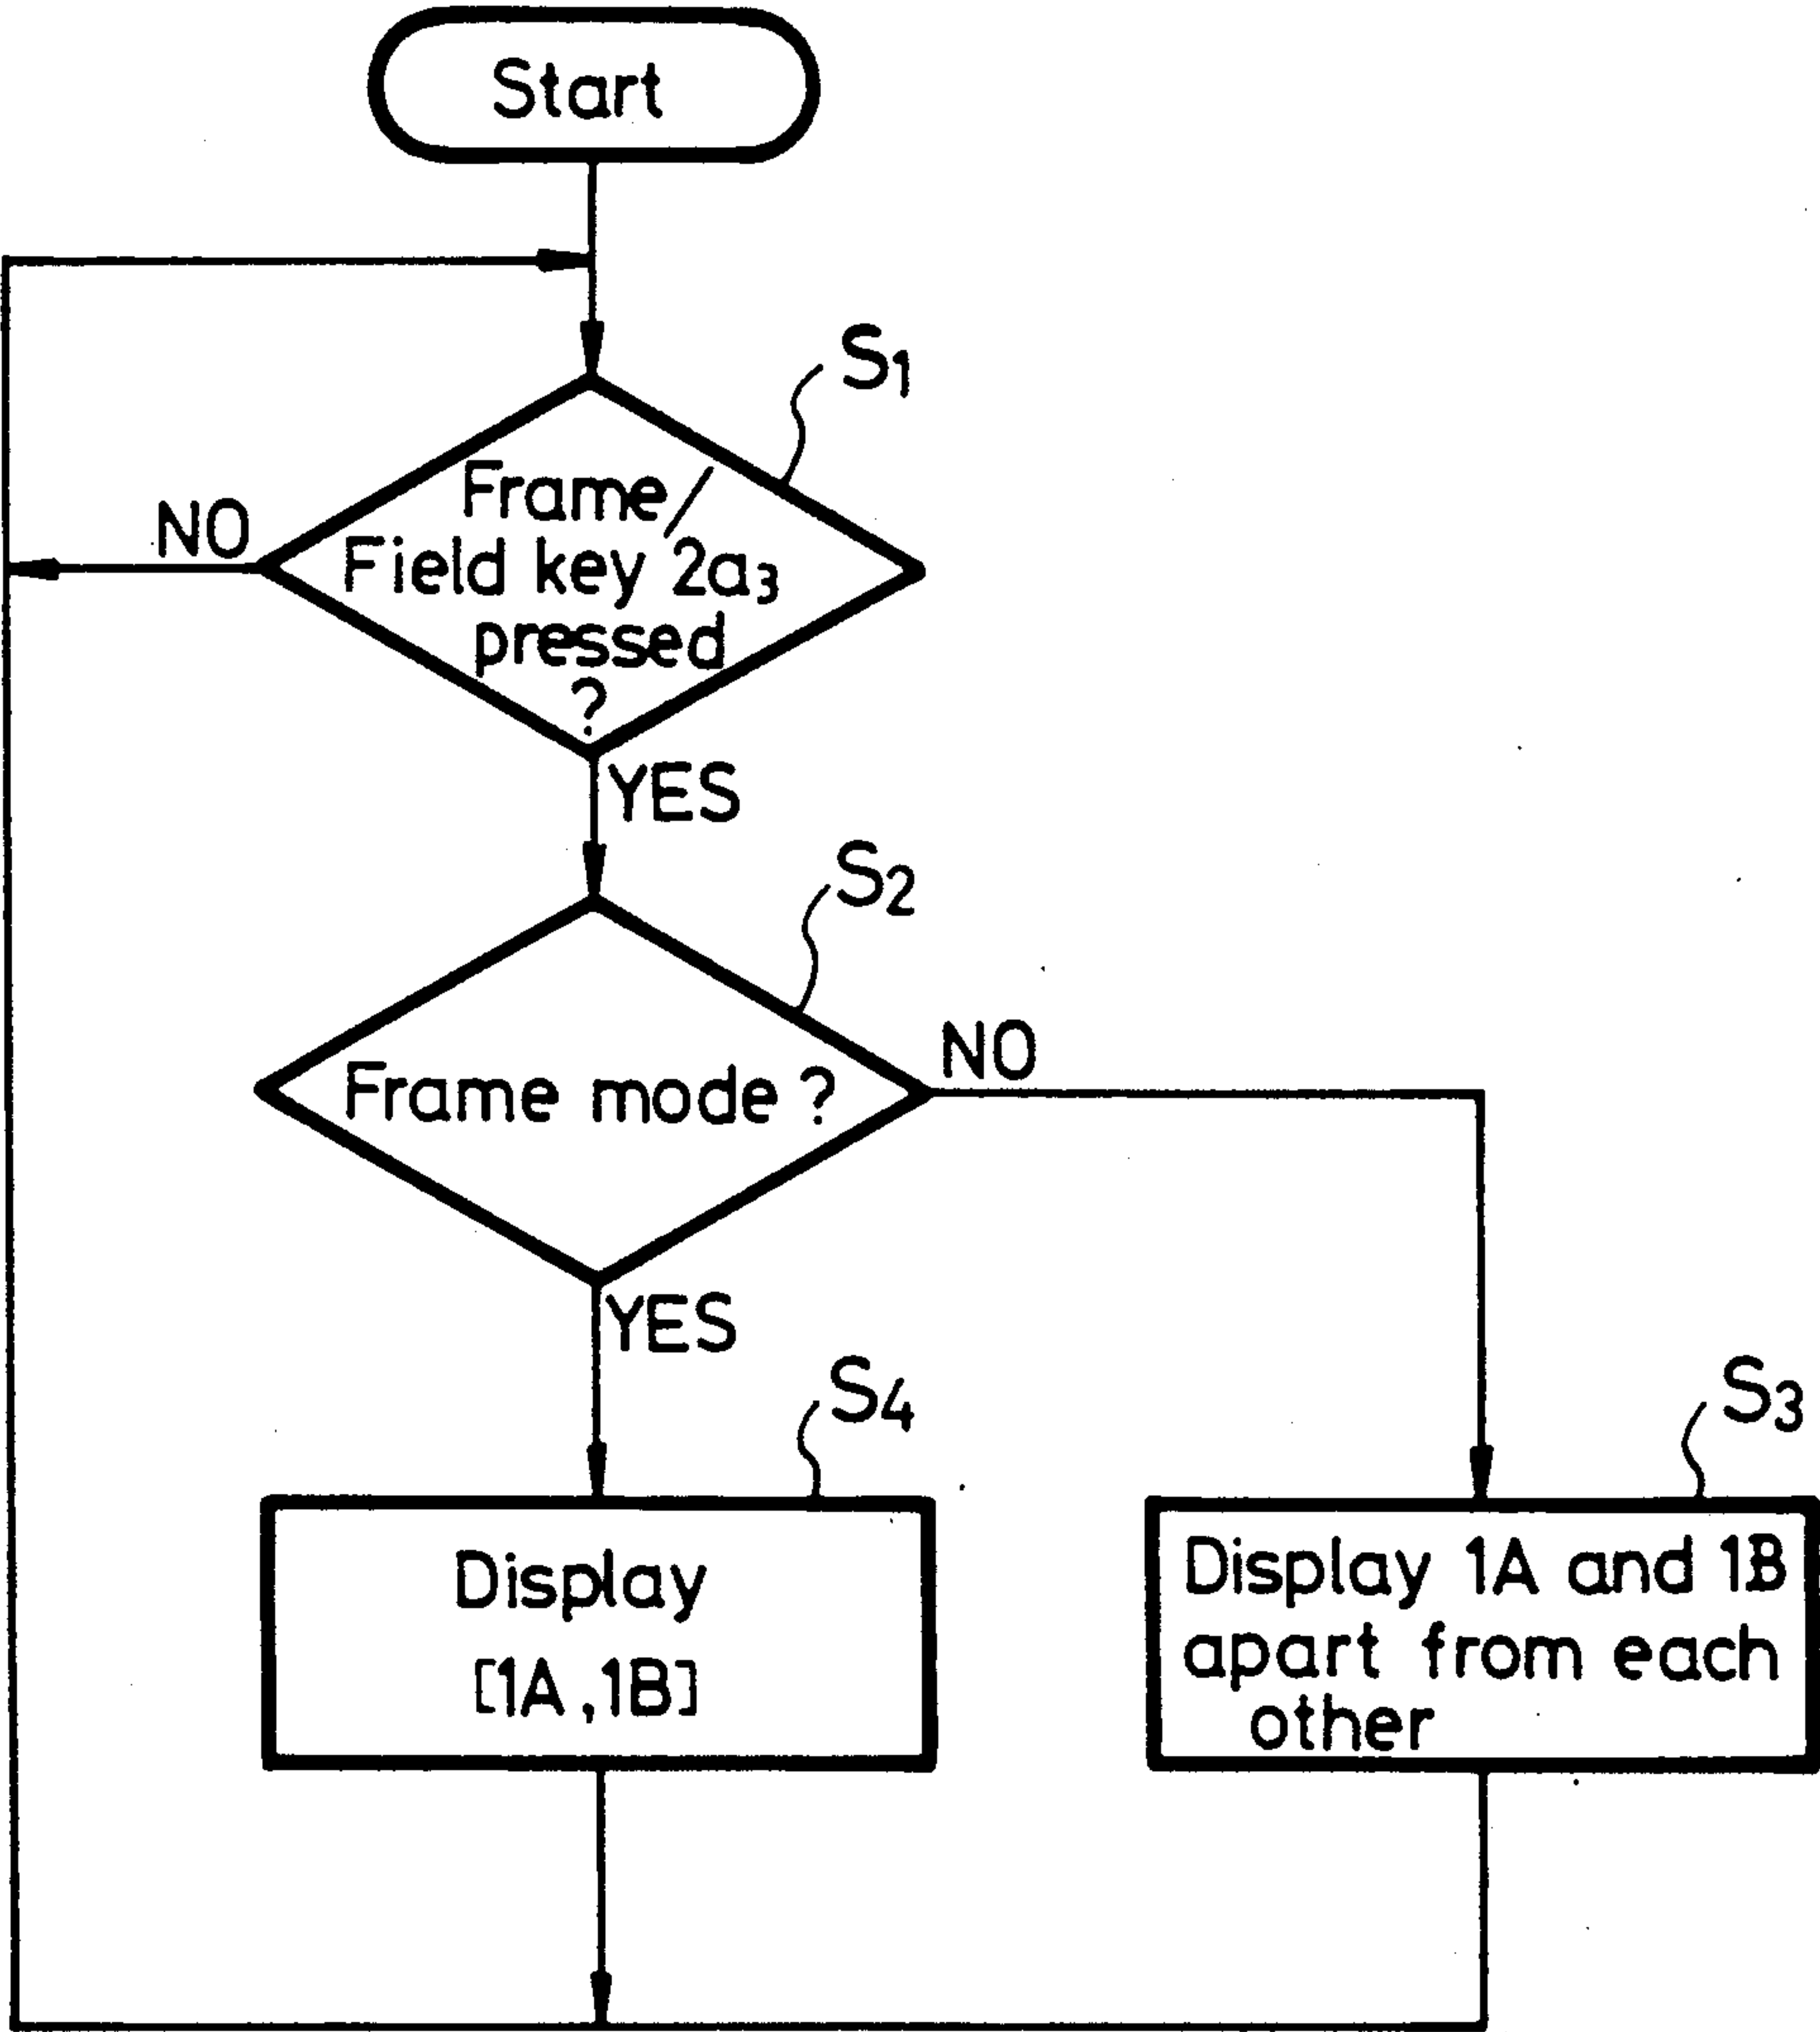 Start
S1
Frame/
Field key 2a3
pressed
?
NO
YES
S2
Frame mode ?
NO
YES
S4
S3
Display
[1A, 1B]
Display 1A and 1B
apart from each
other